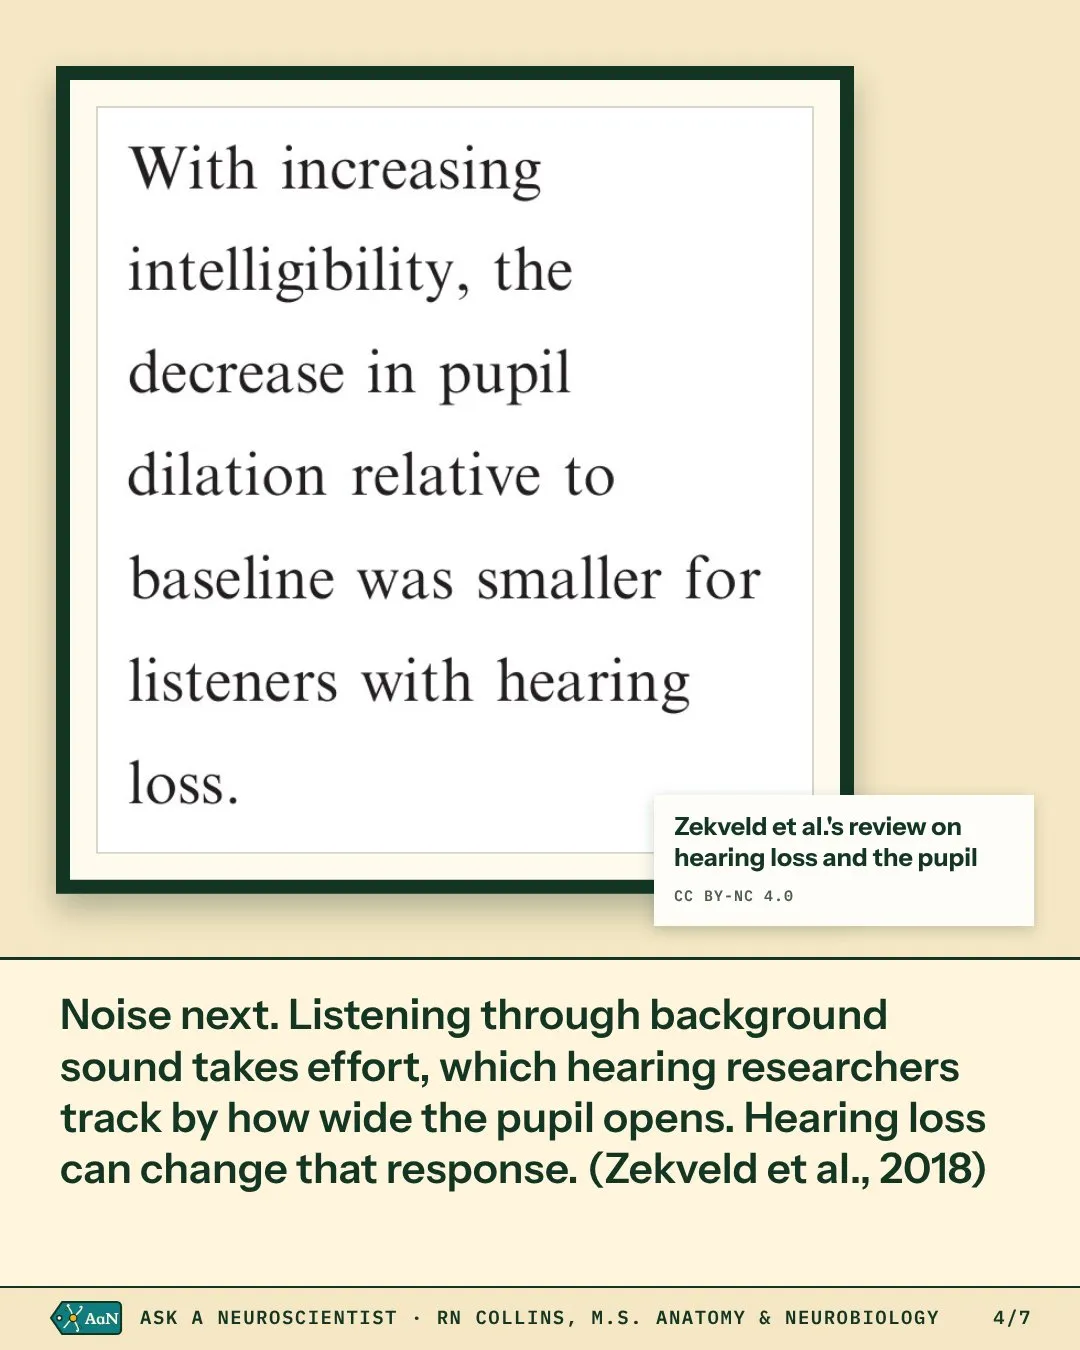 With increasing
intelligibility, the
decrease in pupil
dilation relative to
baseline was smaller for
listeners with hearing
loss.
Zekveld et al.'s review on
hearing loss and the pupil
CC BY-NC 4.0
Noise next. Listening through background
sound takes effort, which hearing researchers
track by how wide the pupil opens. Hearing loss
can change that response. (Zekveld et al., 2018)
AaN
ASK A NEUROSCIENTIST · RN COLLINS, M.S. ANATOMY & NEUROBIOLOGY
4/7